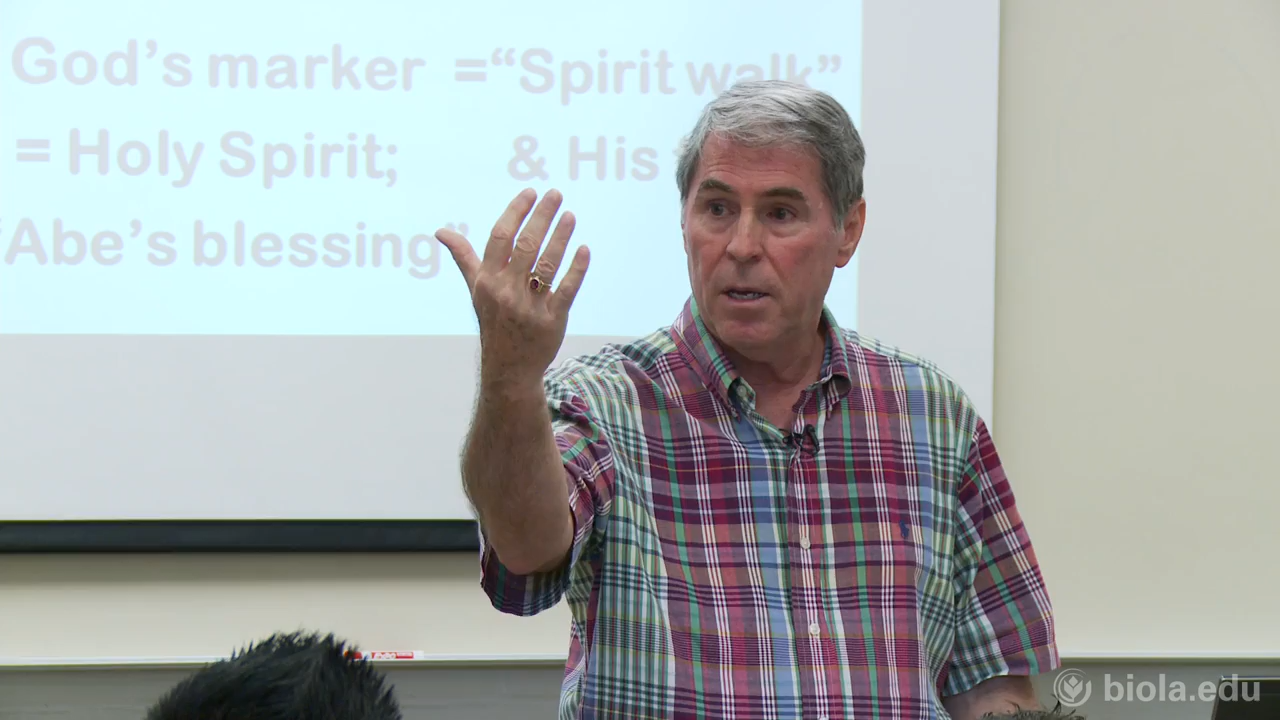 God's marker = "Spirit walk"
= Holy Spirit; & His
"Abe's blessing"
biola.edu